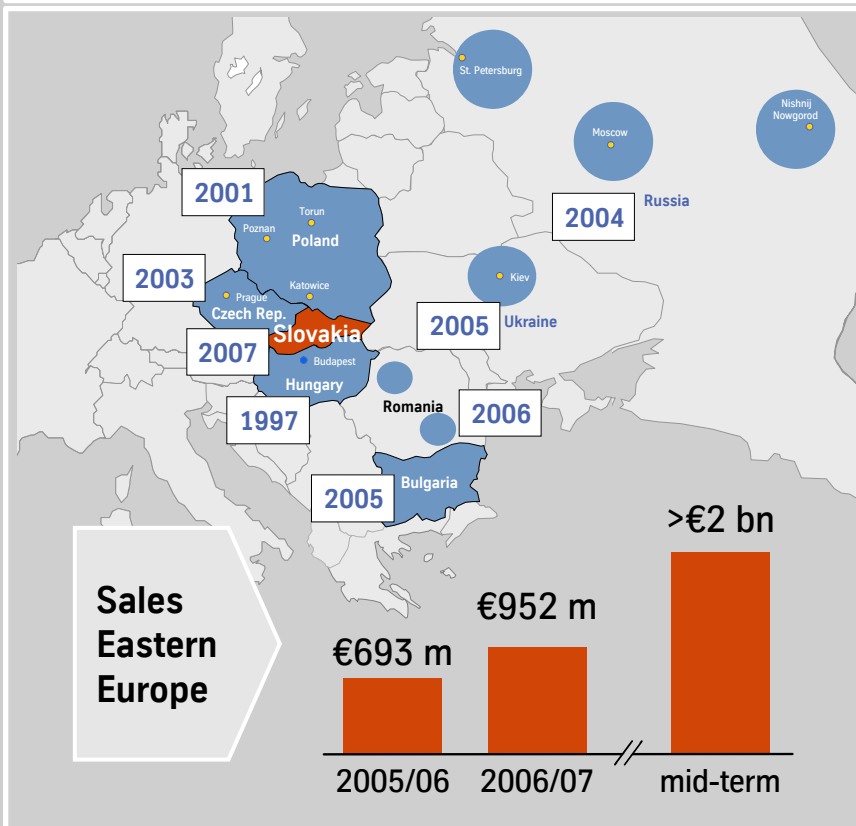 St. Petersburg
Nishnij
Nowgorod
Moscow
2001
Russia
2004
Torun
Poznan
Poland
2003
Kiev
Katowice
Prague
Czech Rep.
2005
Ukraine
Slovakia
2007
Budapest
Hungary
Romania
1997
2006
Bulgaria
2005
>€2 bn
Sales
Eastern
Europe
€952 m
€693 m
2005/06
2006/07
mid-term